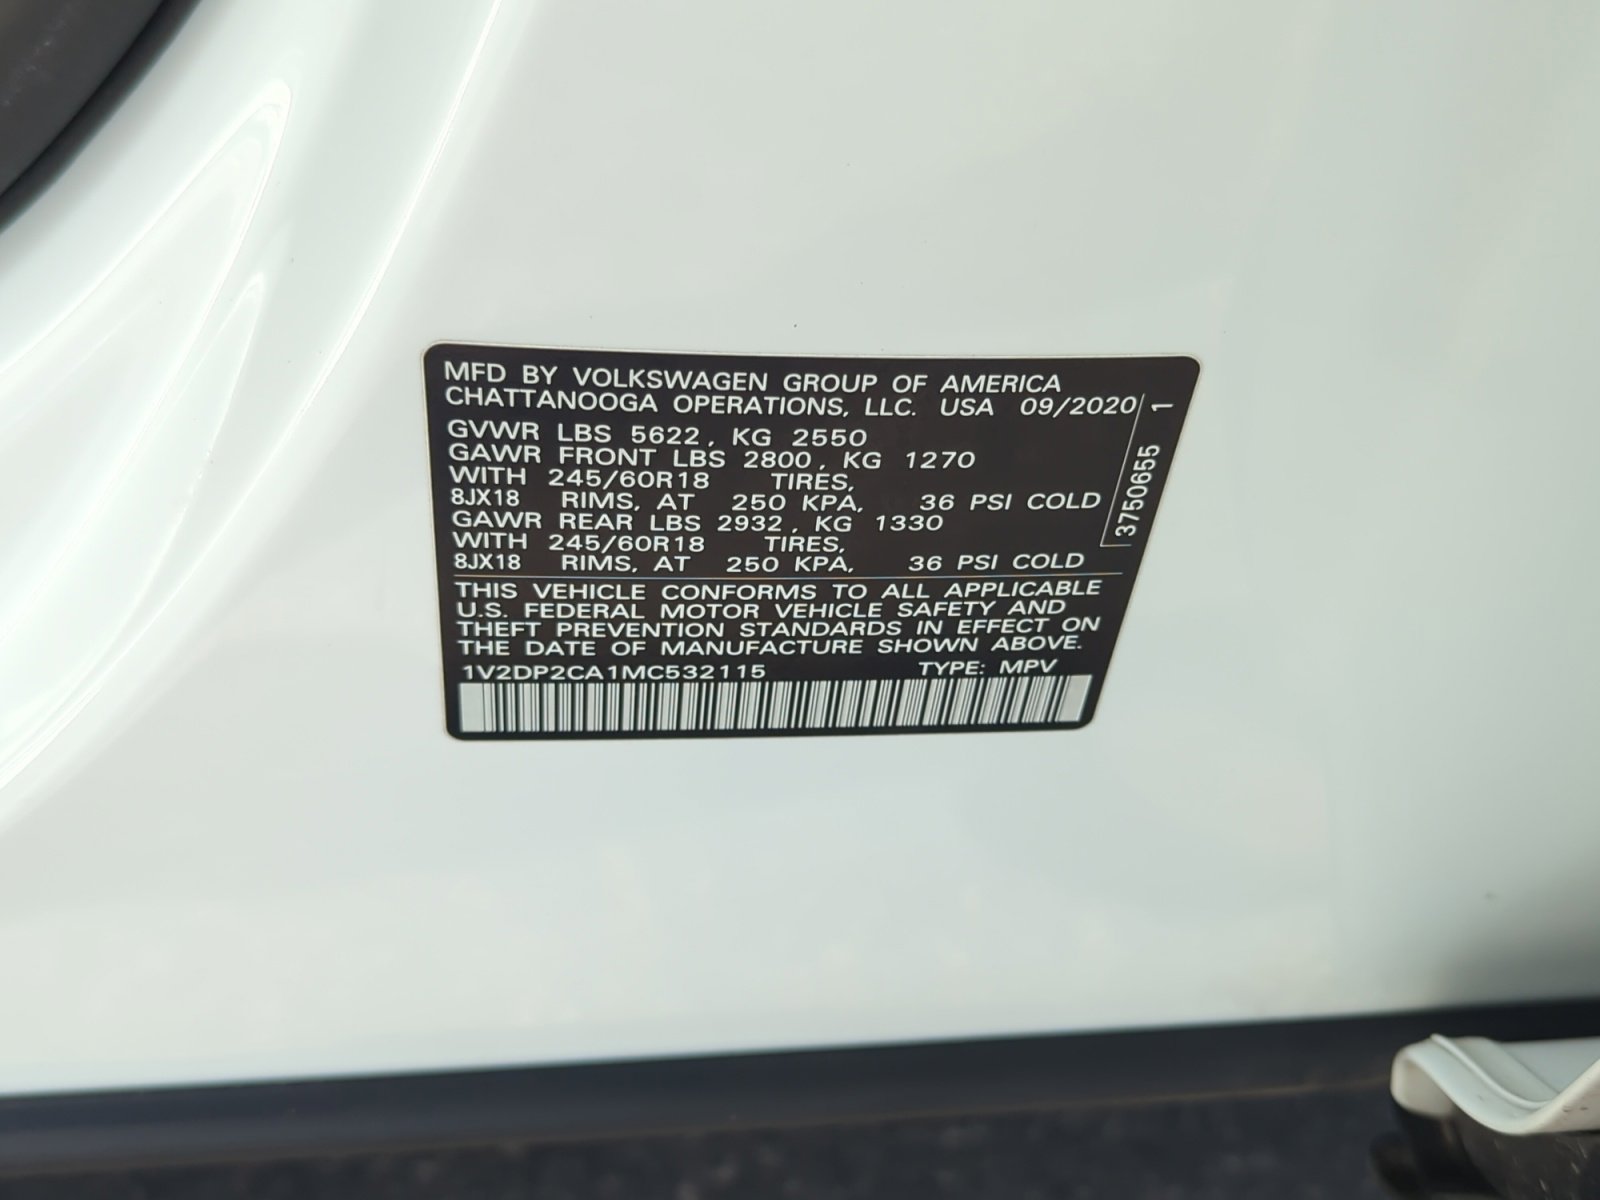 MFD BY VOLKSWAGEN GROUP OF AMERICA
CHATTANOOGA OPERATIONS, LLC. USA 09/2020
GVWR LBS 5622, KG 2550
GAWR FRONT LBS 2800, KG 1270
WITH 245/60R18 TIRES,
8JX18 RIMS, AT 250 KPA, 36 PSI COLD
GAWR REAR LBS 2932, KG 1330
WITH 245/60R18 TIRES,
8JX18 RIMS, AT 250 KPA, 36 PSI COLD
THIS VEHICLE CONFORMS TO ALL APPLICABLE
U.S. FEDERAL MOTOR VEHICLE SAFETY AND
THEFT PREVENTION STANDARDS IN EFFECT ON
THE DATE OF MANUFACTURE SHOWN ABOVE.
1V2DP2CA1MC532115 TYPE: MPV
3750655 1